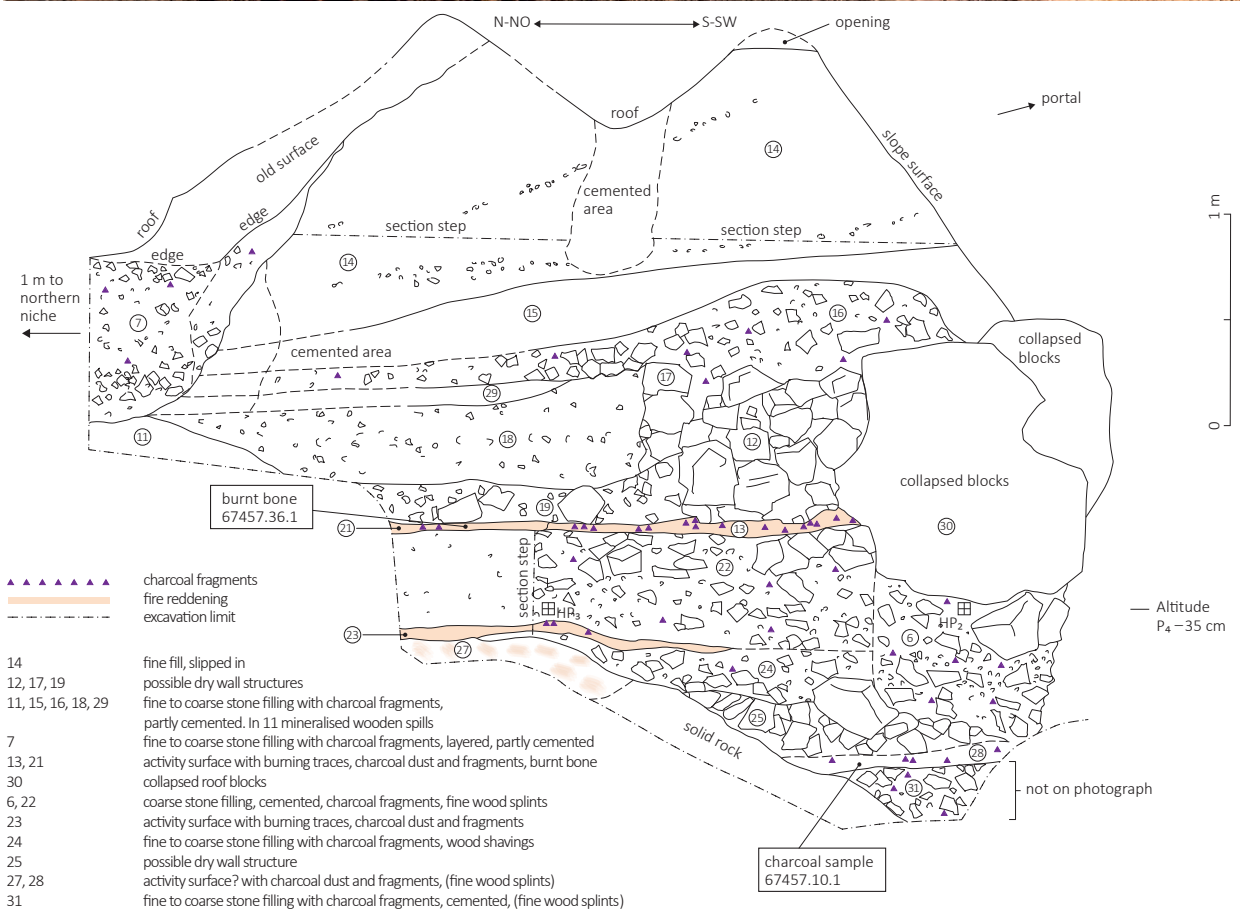 N-NO
S-SW
opening
roof
portal
14
old surface
slope surface
cemented
area
roof
edge
section step
section step
edge
14
1 m
1 m to
northern
niche
7
15
16
collapsed
blocks
cemented area
17
29
0
11
18
12
collapsed blocks
burnt bone
67457.36.1
19
21
13
30
22
charcoal fragments
fire reddening
excavation limit
section step
HP3
HP2
Altitude
P4 – 35 cm
23
27
6
24
25
solid rock
28
31
not on photograph
charcoal sample
67457.10.1
14 fine fill, slipped in
12, 17, 19 possible dry wall structures
11, 15, 16, 18, 29 fine to coarse stone filling with charcoal fragments,
partly cemented. In 11 mineralised wooden spills
7 fine to coarse stone filling with charcoal fragments, layered, partly cemented
13, 21 activity surface with burning traces, charcoal dust and fragments, burnt bone
30 collapsed roof blocks
6, 22 coarse stone filling, cemented, charcoal fragments, fine wood splints
23 activity surface with burning traces, charcoal dust and fragments
24 fine to coarse stone filling with charcoal fragments, wood shavings
25 possible dry wall structure
27, 28 activity surface? with charcoal dust and fragments, (fine wood splints)
31 fine to coarse stone filling with charcoal fragments, cemented, (fine wood splints)